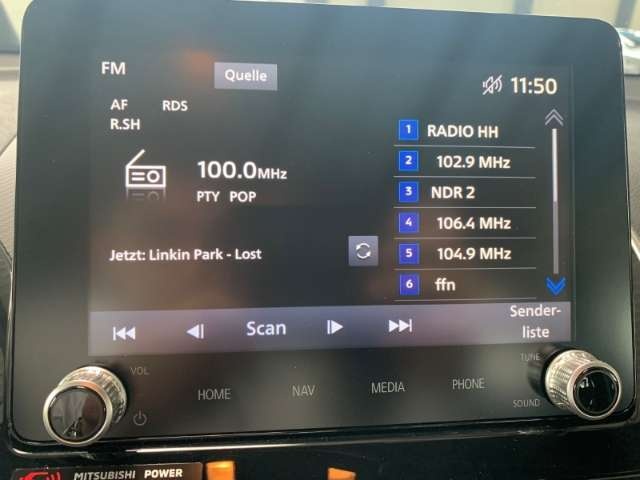 FM
Quelle
11:50
AF RDS
R.SH
100.0 MHz
PTY POP
Jetzt: Linkin Park - Lost
1 RADIO HH
2 102.9 MHz
3 NDR 2
4 106.4 MHz
5 104.9 MHz
6 ffn
Scan
Sender-
liste
VOL
HOME
NAV
MEDIA
PHONE
TUNE
SOUND
MITSUBISHI POWER